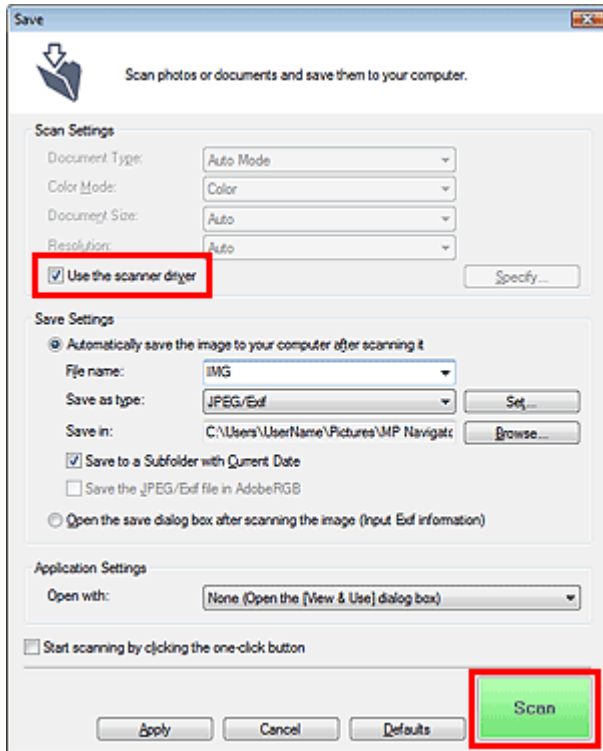 Save
Scan photos or documents and save them to your computer.
Scan Settings
Document Type: Auto Mode
Color Mode: Color
Document Size: Auto
Resolution: Auto
Use the scanner driver Specify...
Save Settings
Automatically save the image to your computer after scanning it
File name: IMG
Save as type: JPEG/Exif Set...
Save in: C:\Users\UserName\Pictures\MP Navigatc Browse...
Save to a Subfolder with Current Date
Save the JPEG/Exif file in AdobeRGB
Open the save dialog box after scanning the image (Input Exif information)
Application Settings
Open with: None (Open the [View & Use] dialog box)
Start scanning by clicking the one-click button
Apply Cancel Defaults Scan